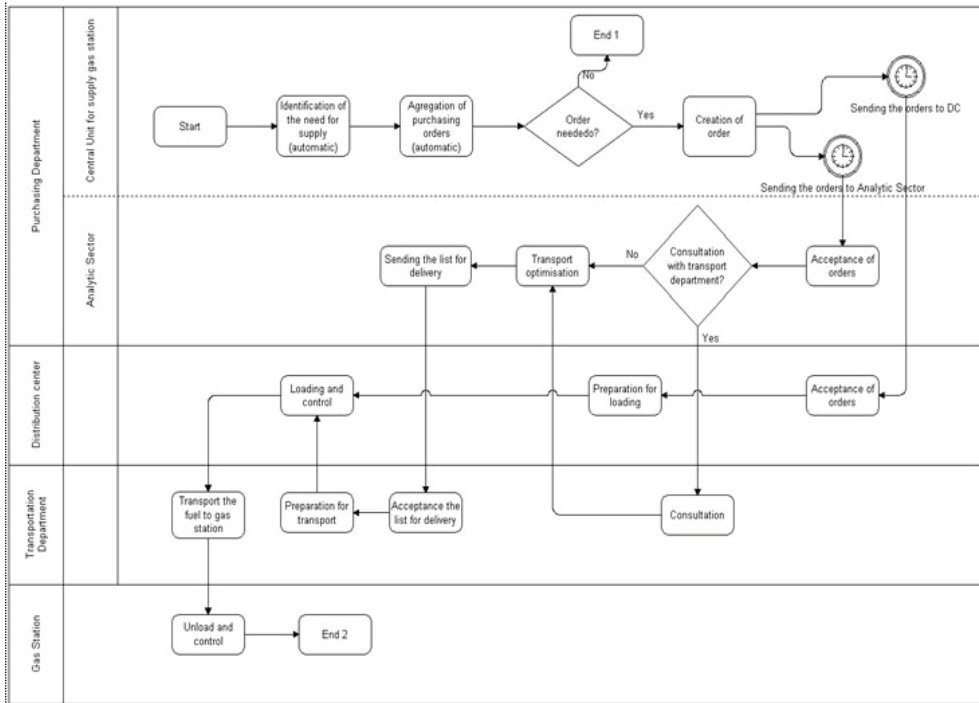 Purchasing Department
Central Unit for supply gas station
End 1
No
Start
Identification of
the need for
supply
(automatic)
Agregation of
purchasing
orders
(automatic)
Order
neededo?
Yes
Creation of
order
Sending the orders to DC
Sending the orders to Analytic Sector
Analytic Sector
Sending the list for
delivery
Transport
optimisation
No
Consultation
with transport
department?
Acceptance of
orders
Yes
Distribution center
Loading and
control
Preparation for
loading
Acceptance of
orders
Transportation
Department
Transport the
fuel to gas
station
Preparation for
transport
Acceptance the
list for delivery
Consultation
Gas Station
Unload and
control
End 2